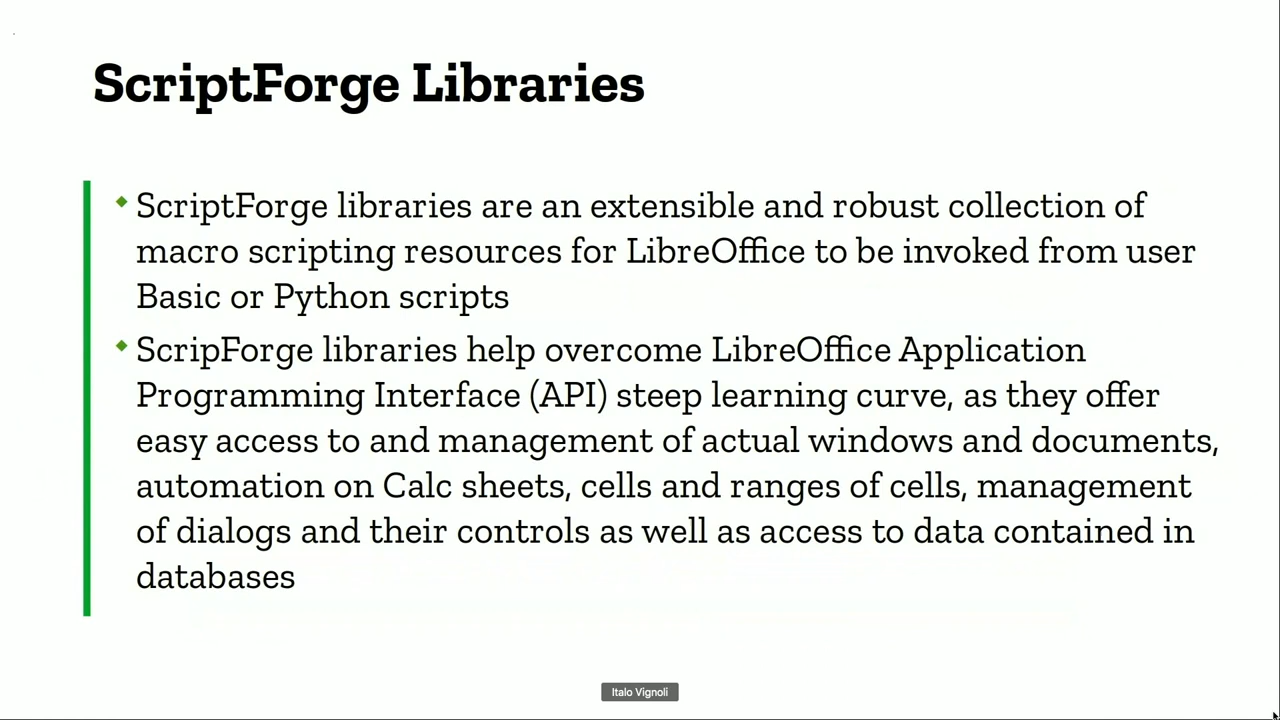 ScriptForge Libraries
ScriptForge libraries are an extensible and robust collection of
macro scripting resources for LibreOffice to be invoked from user
Basic or Python scripts
ScripForge libraries help overcome LibreOffice Application
Programming Interface (API) steep learning curve, as they offer
easy access to and management of actual windows and documents,
automation on Calc sheets, cells and ranges of cells, management
of dialogs and their controls as well as access to data contained in
databases
Italo Vignoli